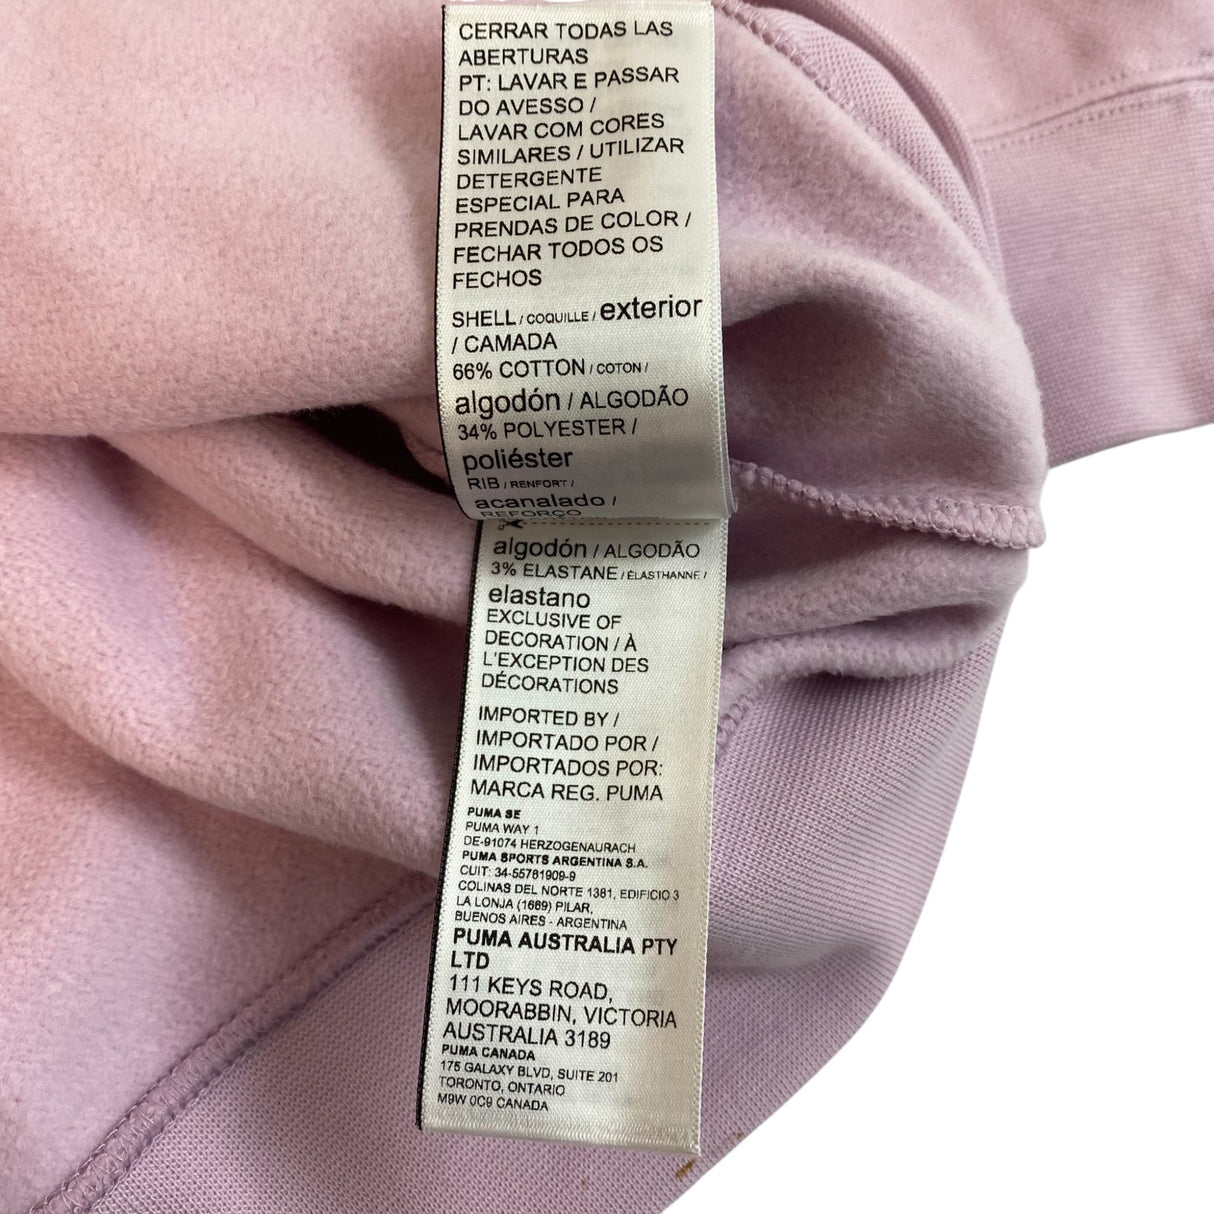 CERRAR TODAS LAS
ABERTURAS
PT: LAVAR E PASSAR
DO AVESSO /
LAVAR COM CORES
SIMILARES / UTILIZAR
DETERGENTE
ESPECIAL PARA
PRENDAS DE COLOR /
FECHAR TODOS OS
FECHOS
SHELL / COQUILLE / exterior
/ CAMADA
66% COTTON / COTON /
algodón / ALGODÃO
34% POLYESTER /
poliéster
RIB / RENFORT /
acanalado /
REFORÇO
algodón / ALGODÃO
3% ELASTANE / ÉLASTHANNE /
elastano
EXCLUSIVE OF
DECORATION / À
L'EXCEPTION DES
DÉCORATIONS
IMPORTED BY /
IMPORTADO POR /
IMPORTADOS POR:
MARCA REG. PUMA
PUMA SE
PUMA WAY 1
DE-91074 HERZOGENAURACH
PUMA SPORTS ARGENTINA S.A.
CUIT: 34-55761909-9
COLINAS DEL NORTE 1381, EDIFICIO 3
LA LONJA (1669) PILAR,
BUENOS AIRES - ARGENTINA
PUMA AUSTRALIA PTY
LTD
111 KEYS ROAD,
MOORABBIN, VICTORIA
AUSTRALIA 3189
PUMA CANADA
175 GALAXY BLVD, SUITE 201
TORONTO, ONTARIO
M9W 0C9 CANADA